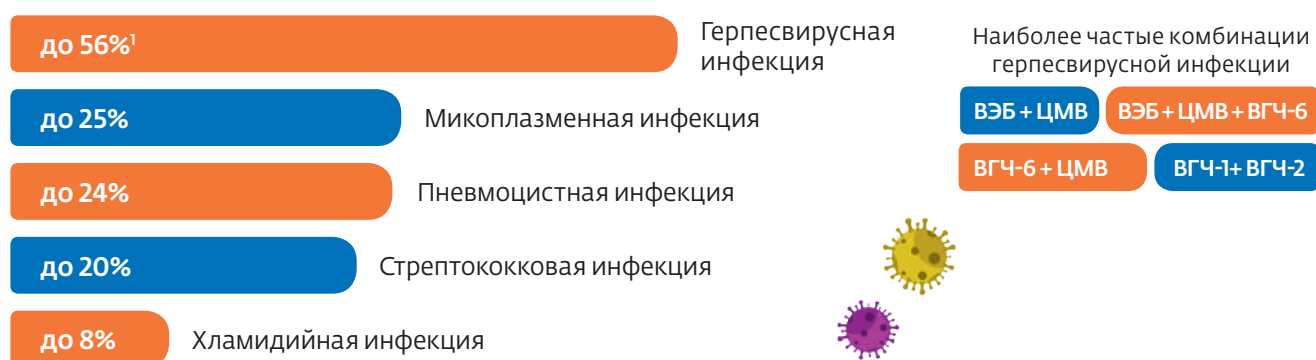 до 56%¹
Герпесвирусная
инфекция
до 25%
Микоплазменная инфекция
до 24%
Пневмоцистная инфекция
до 20%
Стрептококковая инфекция
до 8%
Хламидийная инфекция
Наиболее частые комбинации
герпесвирусной инфекции
ВЭБ + ЦМВ
ВЭБ + ЦМВ + ВГЧ-6
ВГЧ-6 + ЦМВ
ВГЧ-1+ ВГЧ-2